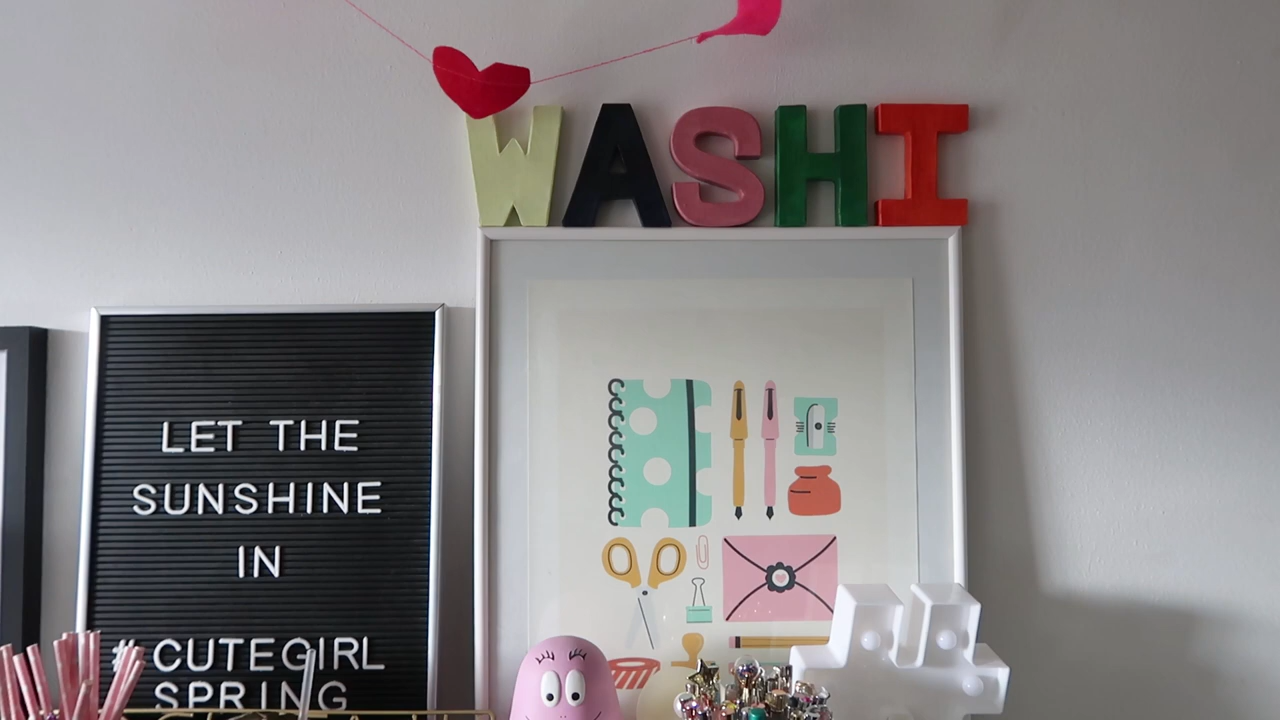 WASHI
LET THE
SUNSHINE
IN
# CUTEGIRL
SPRING